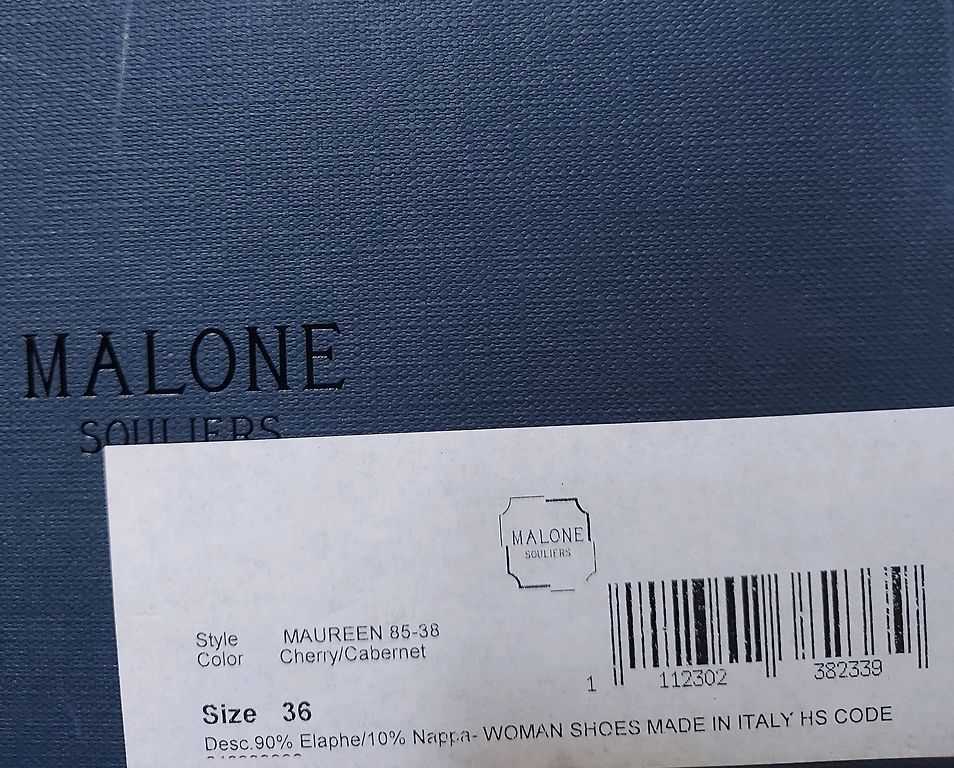 MALONE
SOULIERS
MALONE
SOULIERS
Style MAUREEN 85-38
Color Cherry/Cabernet
1 112302 382339
Size 36
Desc.90% Elaphe/10% Nappa- WOMAN SHOES MADE IN ITALY HS CODE